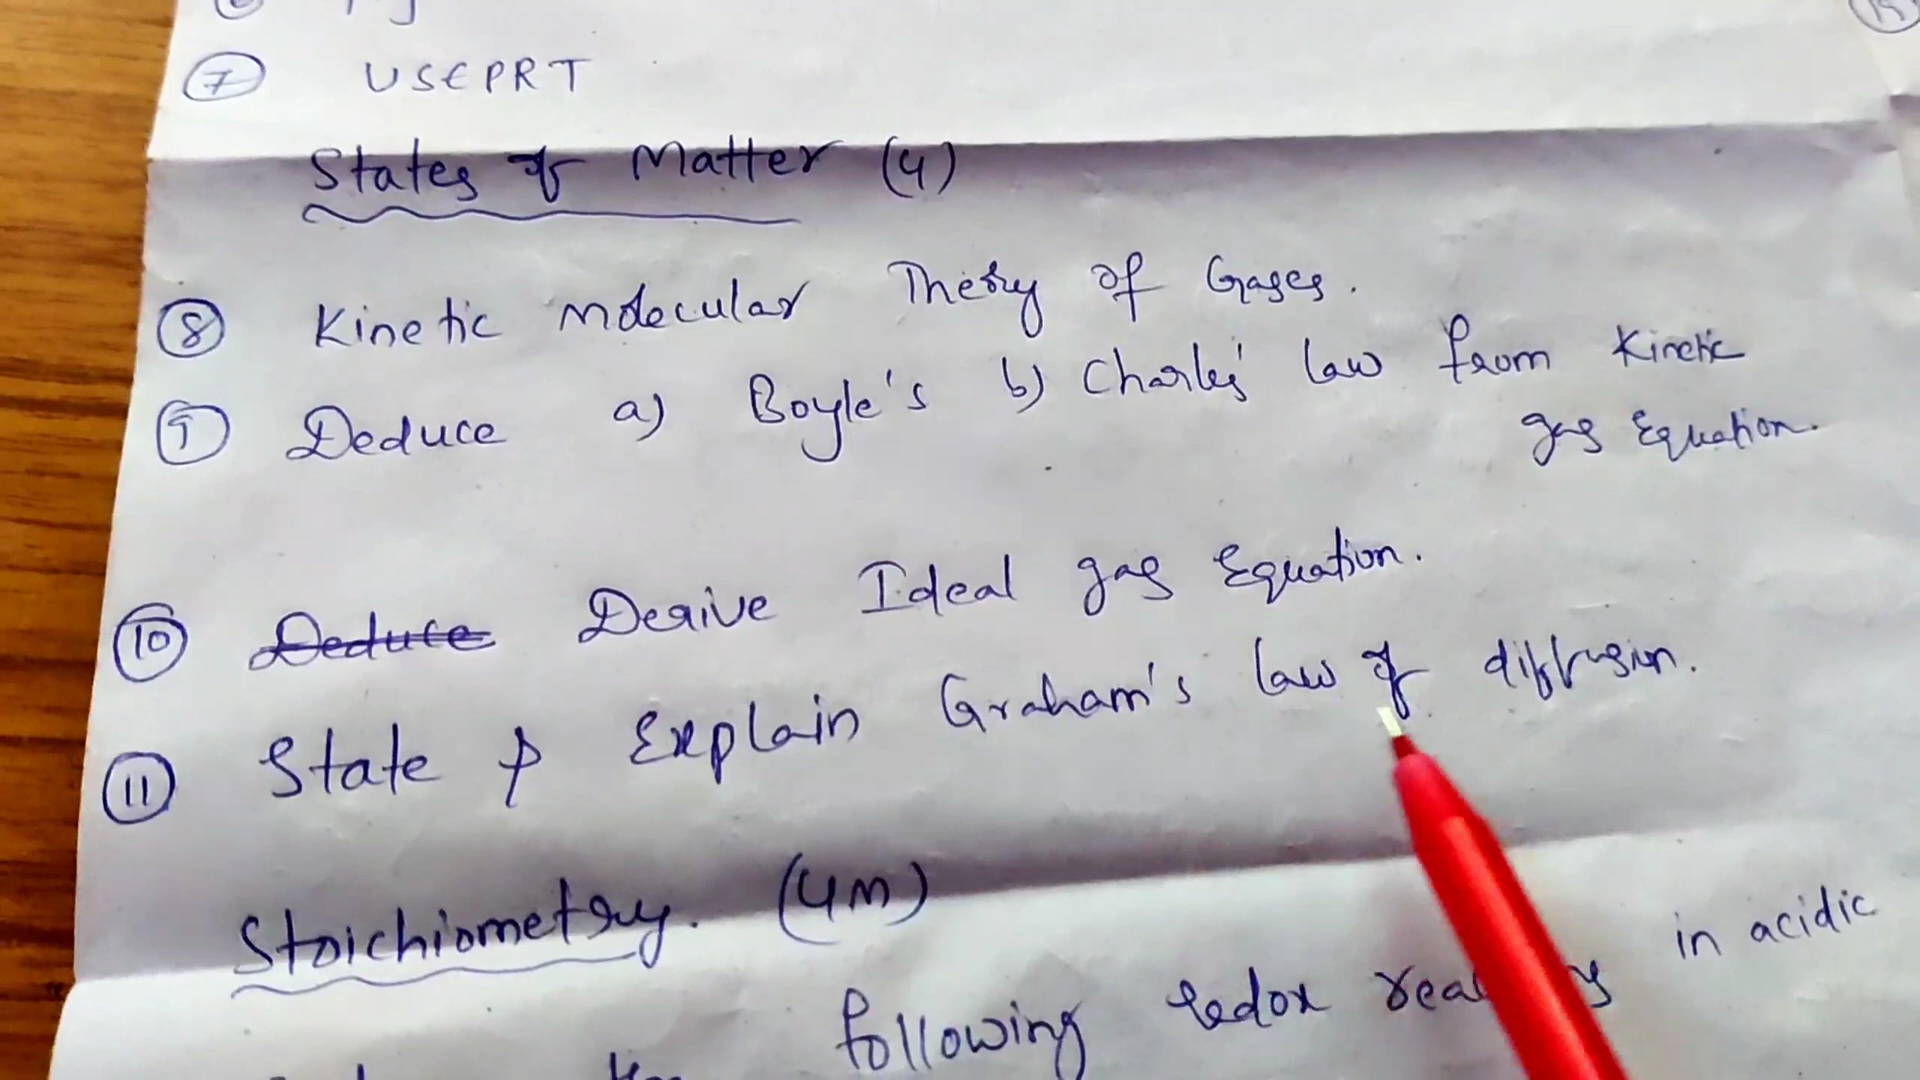 7 USEPRT
States of Matter (4)
8 Kinetic molecular Theory of Gases.
9 Deduce a) Boyle's b) Charles' law from Kinetic
gas Equation.
10 Deduce Derive Ideal gas Equation.
11 State & Explain Graham's law of diffusion.
Stoichiometry. (4m)
following redox in acidic